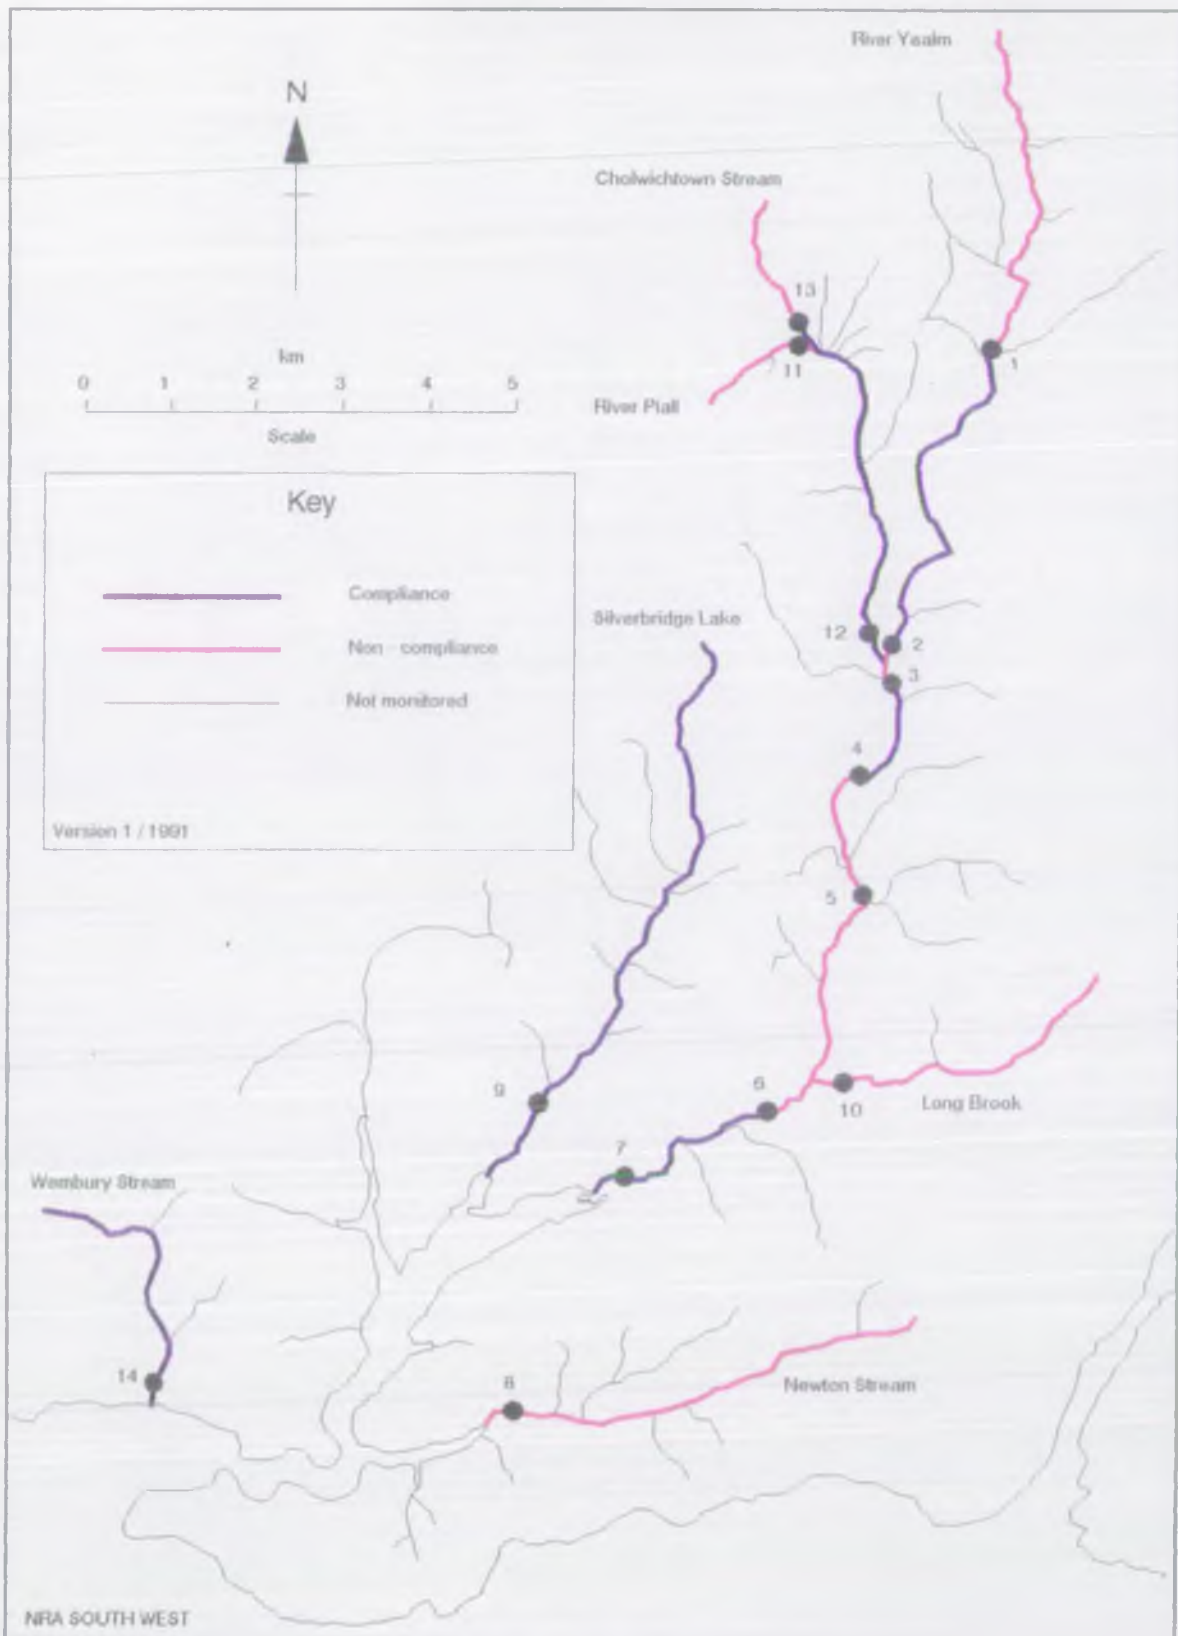 River Yealm
N
Cholwichtown Stream
13
km
11
1
0 1 2 3 4 5
River Piall
Scale
Key
Compliance
Non - compliance
Not monitored
Version 1 / 1991
Silverbridge Lake
12
2
3
4
5
9
6
10
Long Brook
7
Wembury Stream
14
8
Newton Stream
NRA SOUTH WEST